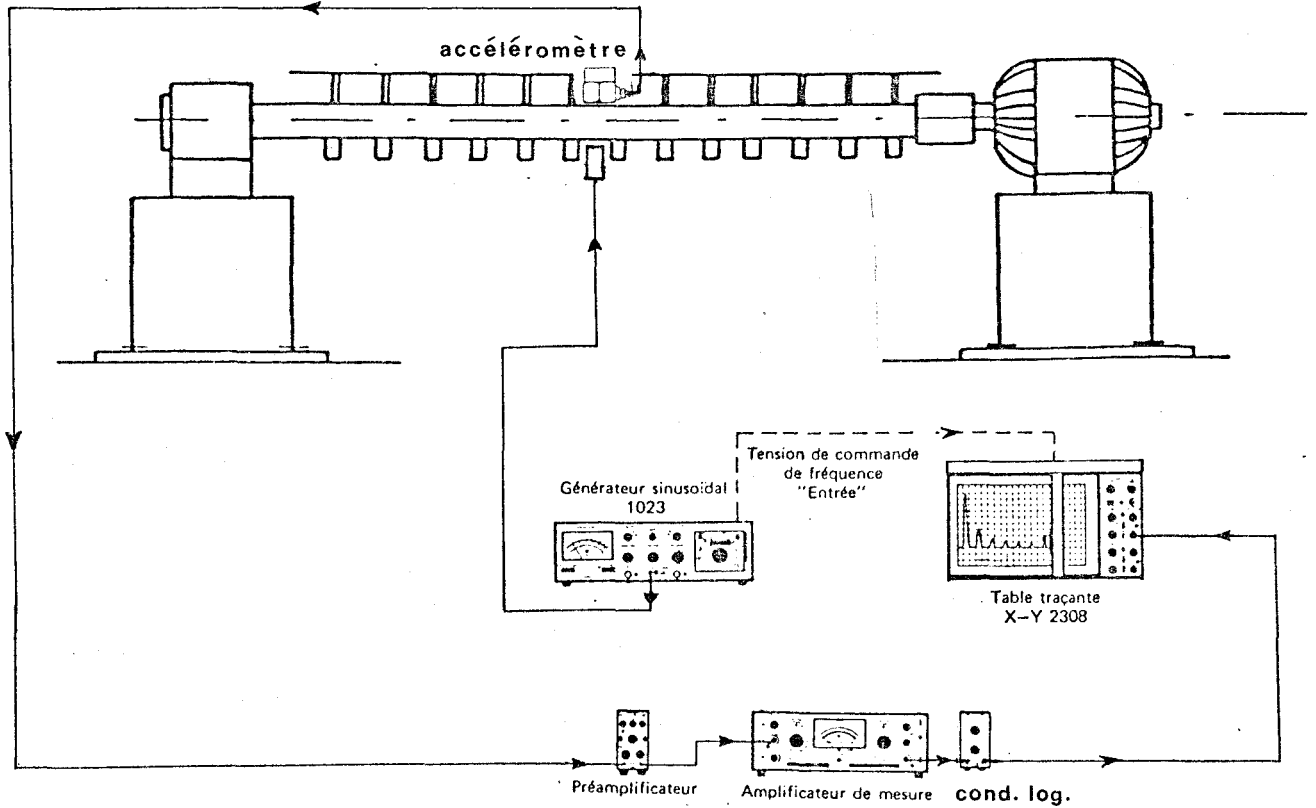 accéléromètre
Tension de commande
de fréquence
"Entrée"
Générateur sinusoïdal
1023
Table traçante
X–Y 2308
Préamplificateur
Amplificateur de mesure
cond. log.